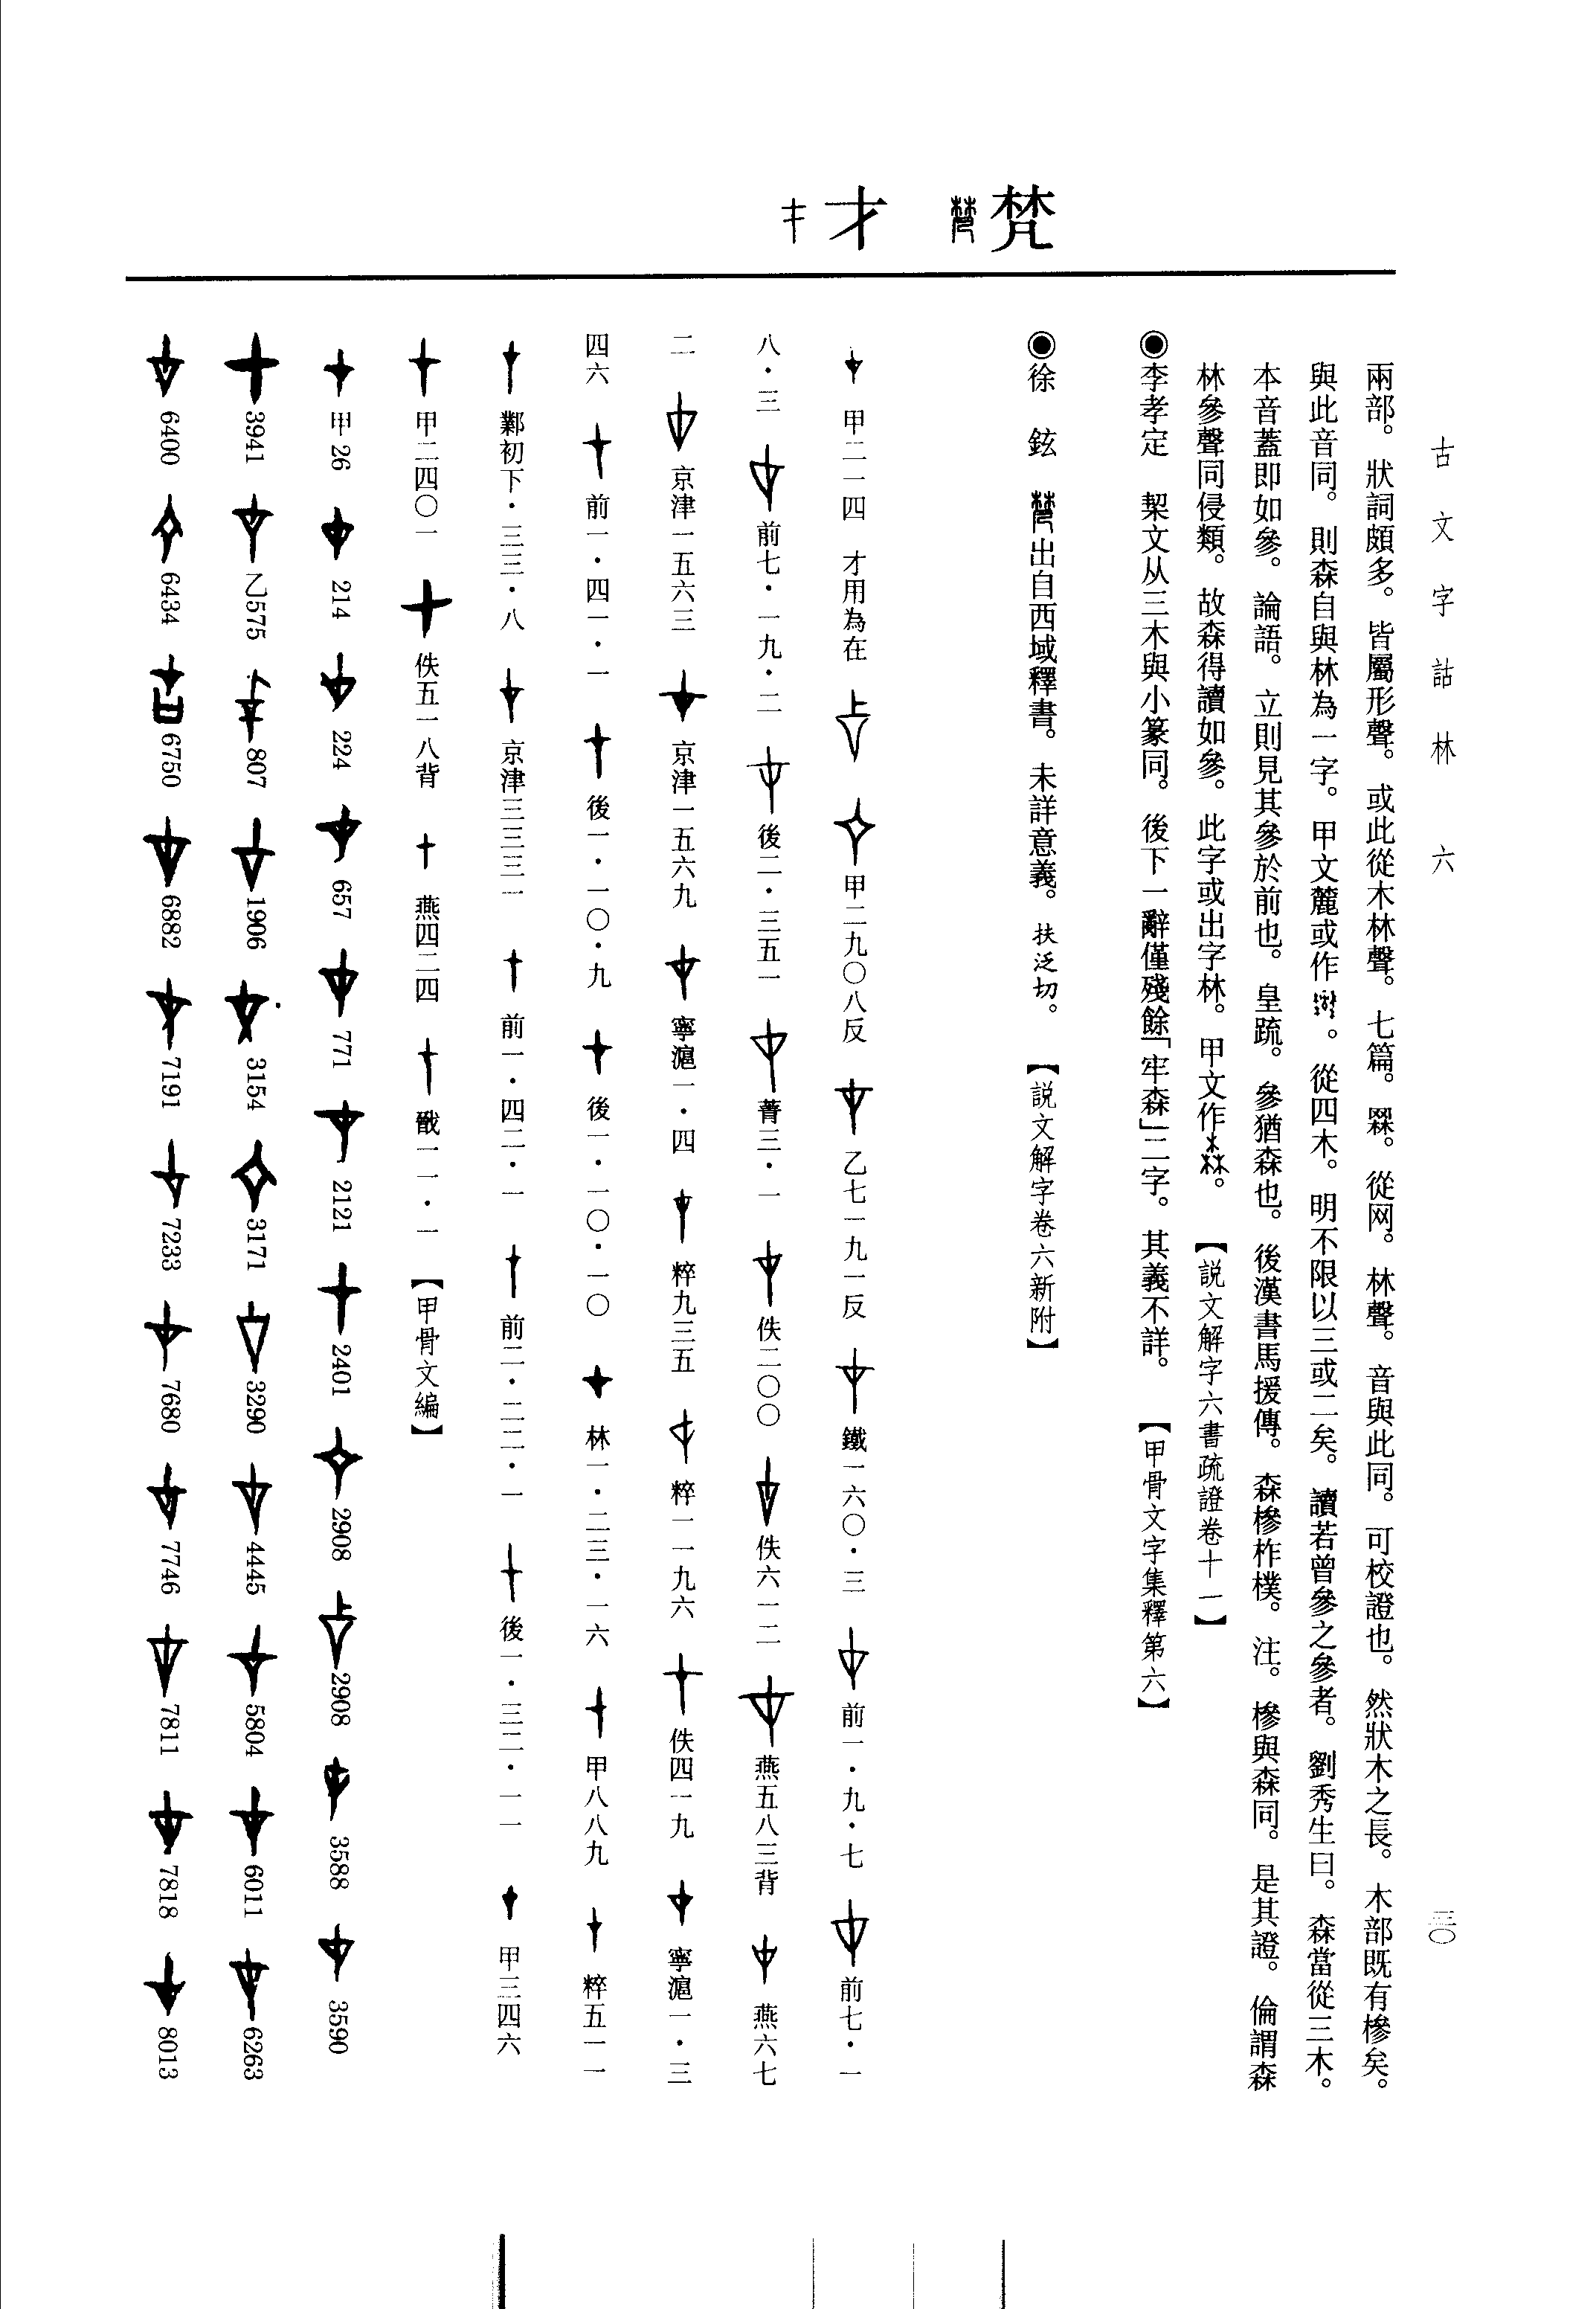 古文字詁林 六
三〇
梵 才
兩部。狀詞頗多。皆屬形聲。或此從木林聲。七篇。罧。從网。林聲。音與此同。可校證也。然狀木之長。木部既有槮矣。
與此音同。則森自與林為一字。甲文麓或作。從四木。明不限以三或二矣。讀若曾參之參者。劉秀生曰。森當從三木。
本音蓋即如參。論語。立則見其參於前也。皇疏。參猶森也。後漢書馬援傳。森槮柞樸。注。槮與森同。是其證。倫謂森
林參聲同侵類。故森得讀如參。此字或出字林。甲文作。【説文解字六書疏證卷十一】
◉李孝定 栔文从三木與小篆同。後下一辭僅殘餘「牢森」二字。其義不詳。【甲骨文字集釋第六】
◉徐 鉉 出自西域釋書。未詳意義。扶泛切。【説文解字卷六新附】
甲二一四 才用為在 甲二九〇八反 乙七一九一反 鐵一六〇·三 前一·九·七 前七·一
八·三 前七·一九·二 後二·三五一 菁三·一 佚二〇〇 佚六一二 燕五八三背 燕六七
二 京津一五六三 京津一五六九 寧滬一·四 粹九三五 粹一一九六 佚四一九 寧滬一·三
四六 前一·四一·一 後一·一〇·九 後一·一〇·一〇 林一·二三·一六 甲八八九 粹五一一
鄴初下·三三·八 京津三三三一 前一·四二·一 前二·二二·一 後一·三二·一一 甲三四六
甲二四〇一 佚五一八背 燕四二四 戩一一·一 【甲骨文編】
甲26 214 224 657 771 2121 2401 2908 2908 3588 3590
3941 乙575 807 1906 3154 3171 3290 4445 5804 6011 6263
6400 6434 6750 6882 7191 7233 7680 7746 7811 7818 8013